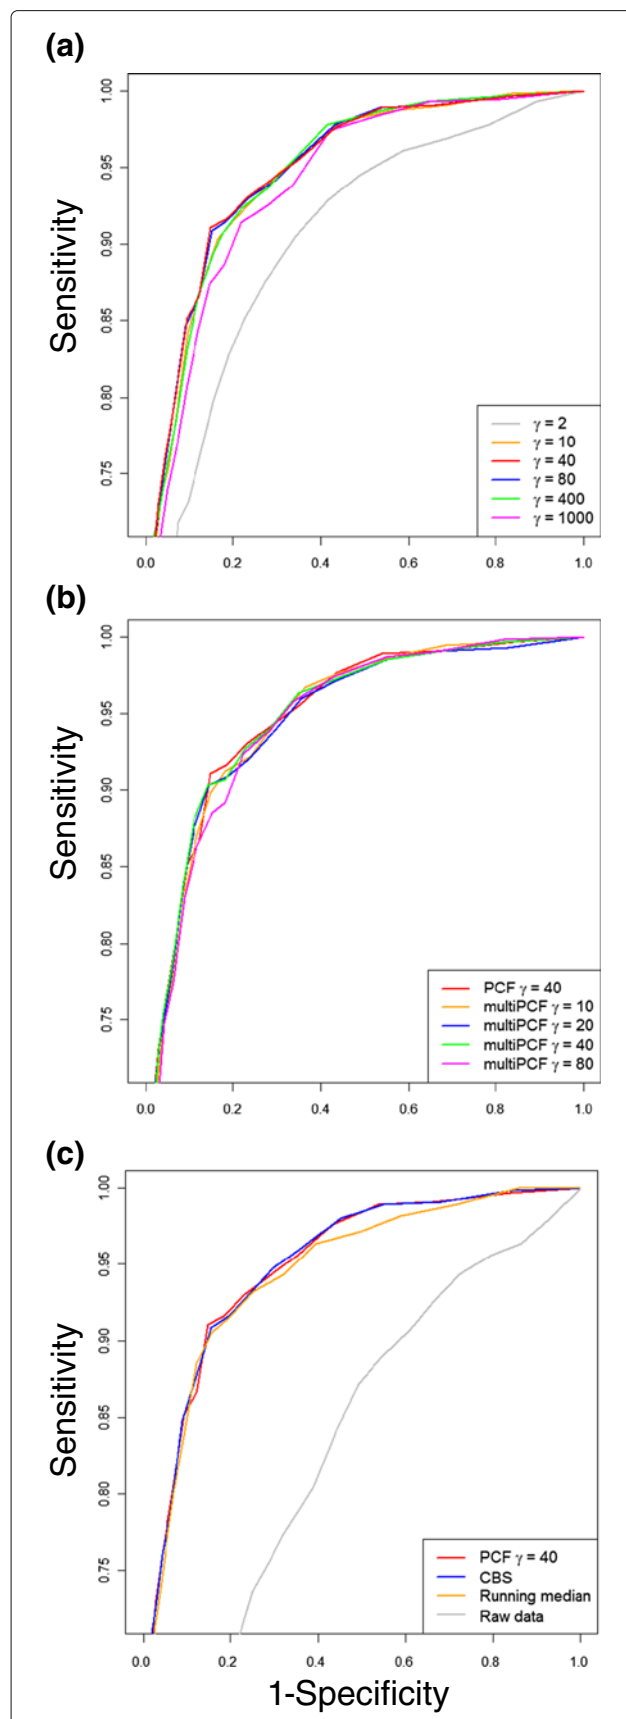 (a)
Sensitivity
1.00
0.95
0.90
0.85
0.80
0.75
γ = 2
γ = 10
γ = 40
γ = 80
γ = 400
γ = 1000
0.0 0.2 0.4 0.6 0.8 1.0
(b)
Sensitivity
1.00
0.95
0.90
0.85
0.80
0.75
PCF γ = 40
multiPCF γ = 10
multiPCF γ = 20
multiPCF γ = 40
multiPCF γ = 80
0.0 0.2 0.4 0.6 0.8 1.0
(c)
Sensitivity
1.00
0.95
0.90
0.85
0.80
0.75
PCF γ = 40
CBS
Running median
Raw data
0.0 0.2 0.4 0.6 0.8 1.0
1-Specificity